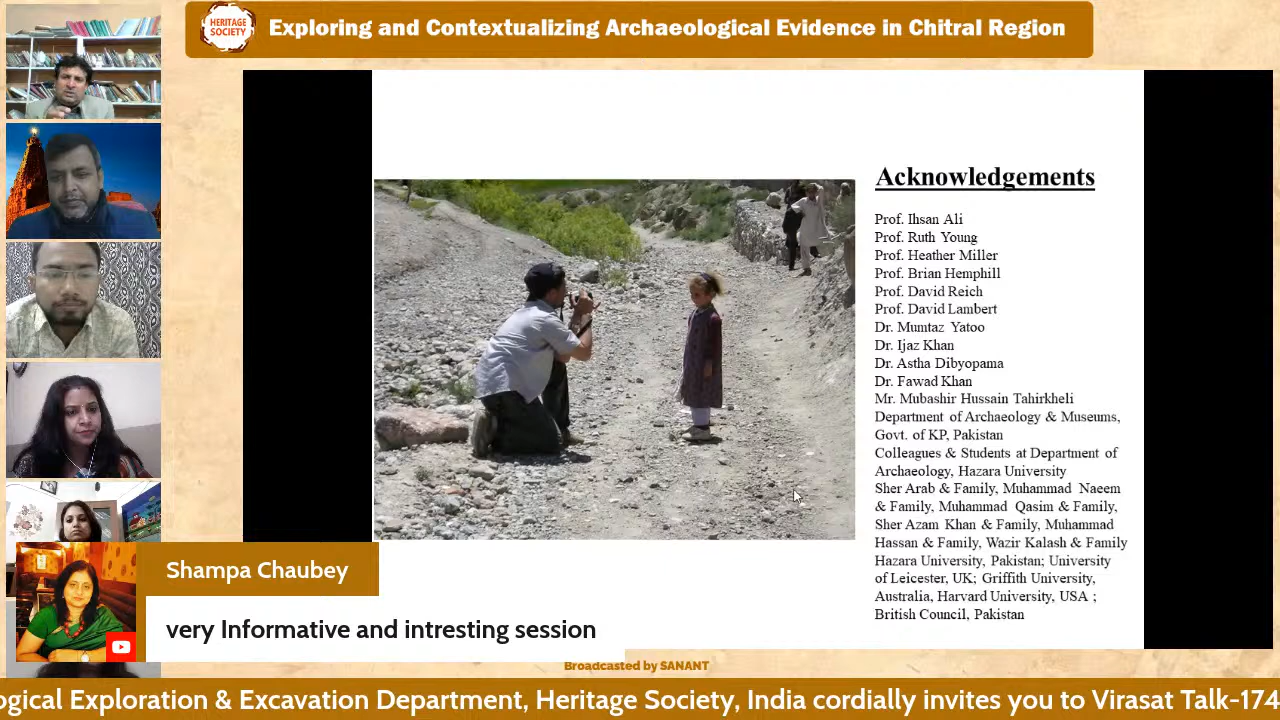 HERITAGE
SOCIETY
Exploring and Contextualizing Archaeological Evidence in Chitral Region
Acknowledgements
Prof. Ihsan Ali
Prof. Ruth Young
Prof. Heather Miller
Prof. Brian Hemphill
Prof. David Reich
Prof. David Lambert
Dr. Mumtaz Yatoo
Dr. Ijaz Khan
Dr. Astha Dibyopama
Dr. Fawad Khan
Mr. Mubashir Hussain Tahirkheli
Department of Archaeology & Museums,
Govt. of KP, Pakistan
Colleagues & Students at Department of
Archaeology, Hazara University
Sher Arab & Family, Muhammad Naeem
& Family, Muhammad Qasim & Family,
Sher Azam Khan & Family, Muhammad
Hassan & Family, Wazir Kalash & Family
Hazara University, Pakistan; University
of Leicester, UK; Griffith University,
Australia, Harvard University, USA ;
British Council, Pakistan
Shampa Chaubey
very Informative and intresting session
Broadcasted by SANANT
ogical Exploration & Excavation Department, Heritage Society, India cordially invites you to Virasat Talk-174